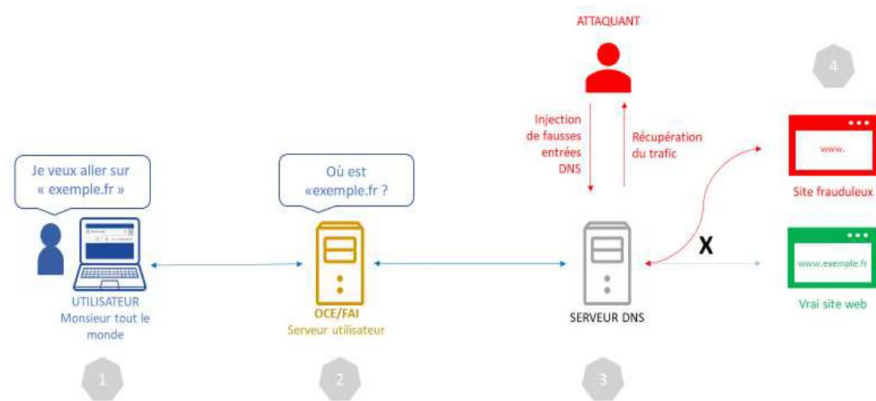 ATTAQUANT
4
Injection
de fausses
entrées
DNS
Récupération
du trafic
www.
Site frauduleux
Je veux aller sur
« exemple.fr »
Où est
«exemple.fr ?
X
www.exemple.fr
Vrai site web
UTILISATEUR
Monsieur tout le
monde
OCE/FAI
Serveur utilisateur
SERVEUR DNS
1
2
3